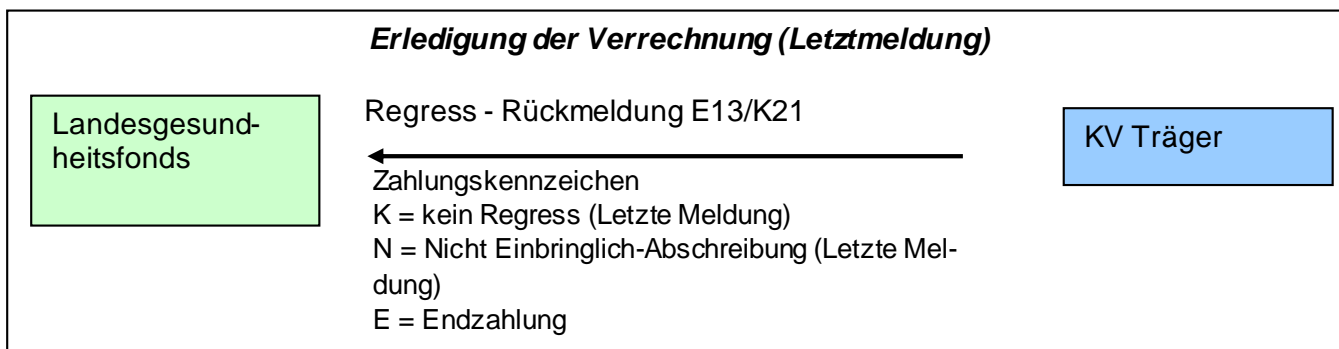 Erledigung der Verrechnung (Letztmeldung)
Landesgesund-
heitsfonds
Regress - Rückmeldung E13/K21
KV Träger
Zahlungskennzeichen
K = kein Regress (Letzte Meldung)
N = Nicht Einbringlich-Abschreibung (Letzte Mel-
dung)
E = Endzahlung